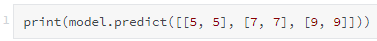 1 print(model.predict([[5, 5], [7, 7], [9, 9]]))